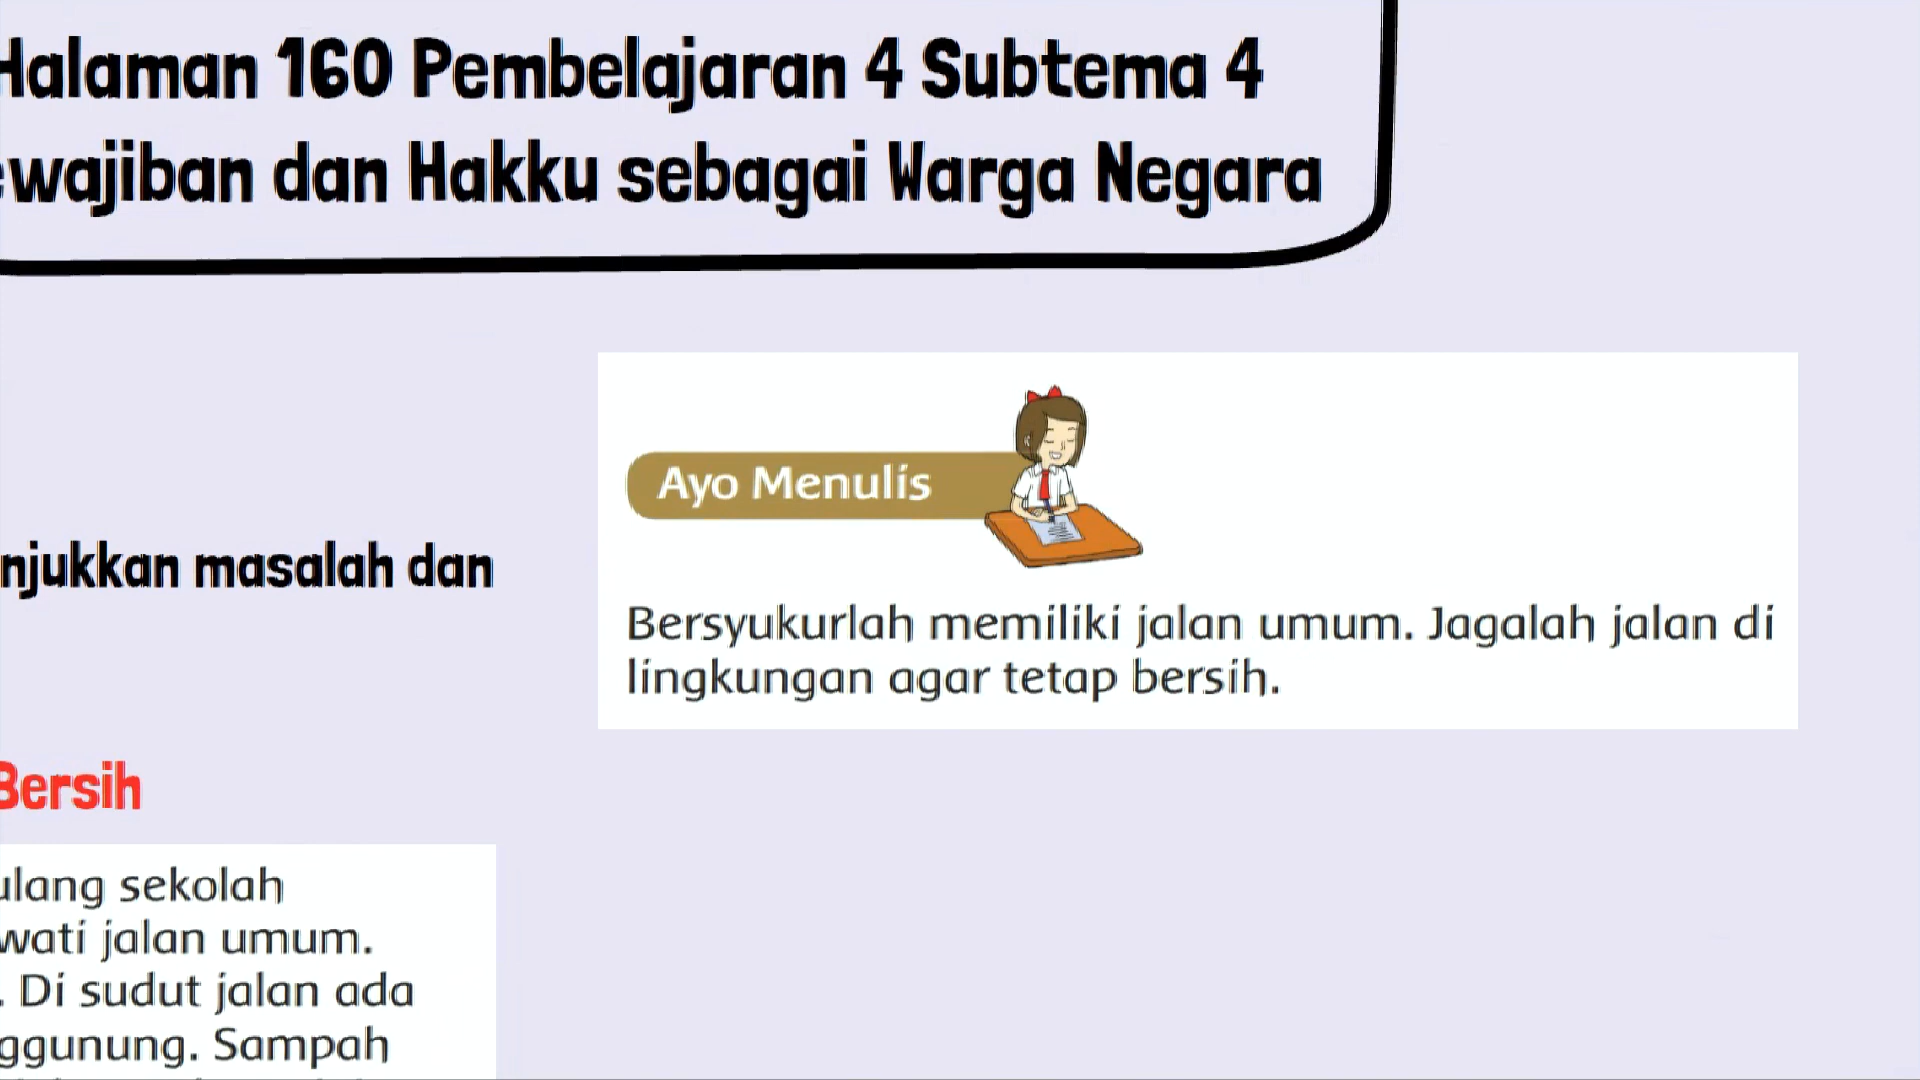 Halaman 160 Pembelajaran 4 Subtema 4
ewajiban dan Hakku sebagai Warga Negara
Ayo Menulis
njukkan masalah dan
Bersyukurlah memiliki jalan umum. Jagalah jalan di
lingkungan agar tetap bersih.
Bersih
ulang sekolah
wati jalan umum.
. Di sudut jalan ada
ggunung. Sampah